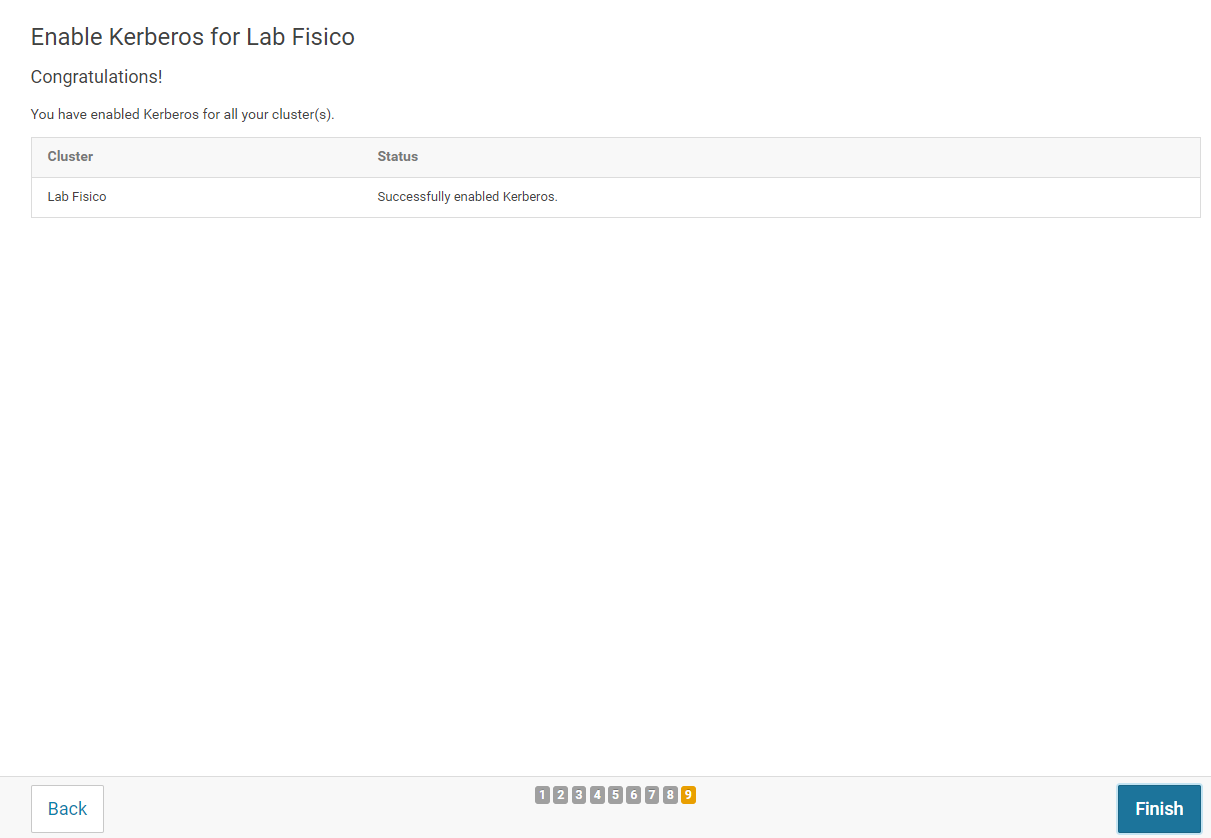 Enable Kerberos for Lab Fisico
Congratulations!
You have enabled Kerberos for all your cluster(s).
Cluster Status
Lab Fisico Successfully enabled Kerberos.
1 2 3 4 5 6 7 8 9
Back Finish